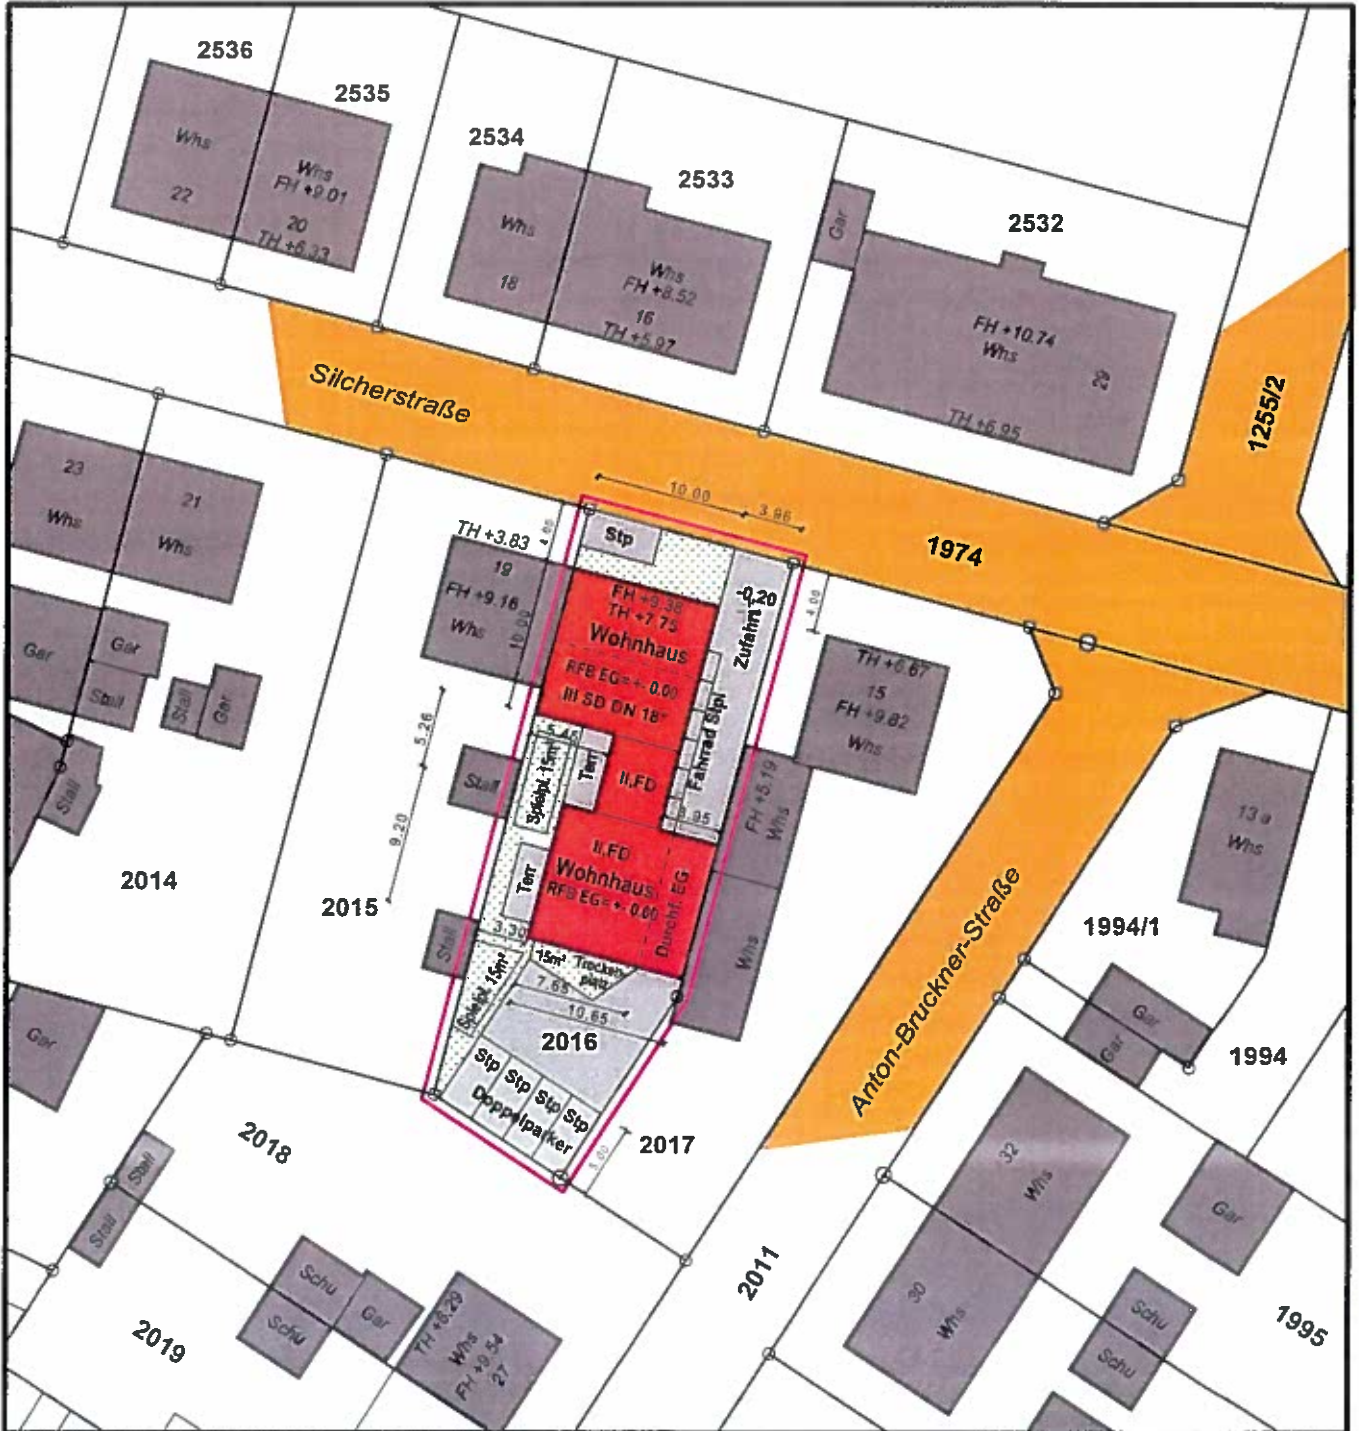 2536
2535
2534
2533
2532
Whs
22
Whs
FH +9.01
20
TH +6.33
Whs
18
Whs
FH +8.52
16
TH +5.97
Gar
FH +10.74
Whs
29
TH +6.95
1255/2
Silcherstraße
1974
23
Whs
21
Whs
10.00
3.96
4.00
TH +3.83
19
FH +9.16
Whs
10.00
Stp
-0,20
Zufahrt
4.00
FH +9.38
TH +7.75
Wohnhaus
RFB EG=+-0.00
III SD DN 18°
TH +6.67
15
FH +9.82
Whs
Gar
Gar
Stall
Stall
Gar
Stall
5.26
9.20
Stall
5.46
Spielpl. 15m²
Terr
II,FD
Fahrrad Stpl
3.95
FH +5.19
Whs
13 a
Whs
2014
2015
Terr
II,FD
Wohnhaus
RFB EG=+-0.00
Durchf. EG
Stall
3.30
Spielpl. 15m²
15m²
Trocken-
platz
7.65
10.65
Whs
Anton-Bruckner-Straße
1994/1
Gar
Gar
1994
Gar
2016
Stp
Stp
Stp
Stp
Doppelparker
5.00
2017
2018
Stall
Stall
32
Whs
Gar
2011
30
Whs
Schu
Schu
1995
2019
Schu
Schu
Gar
TH +6.29
Whs
FH +9.54
27